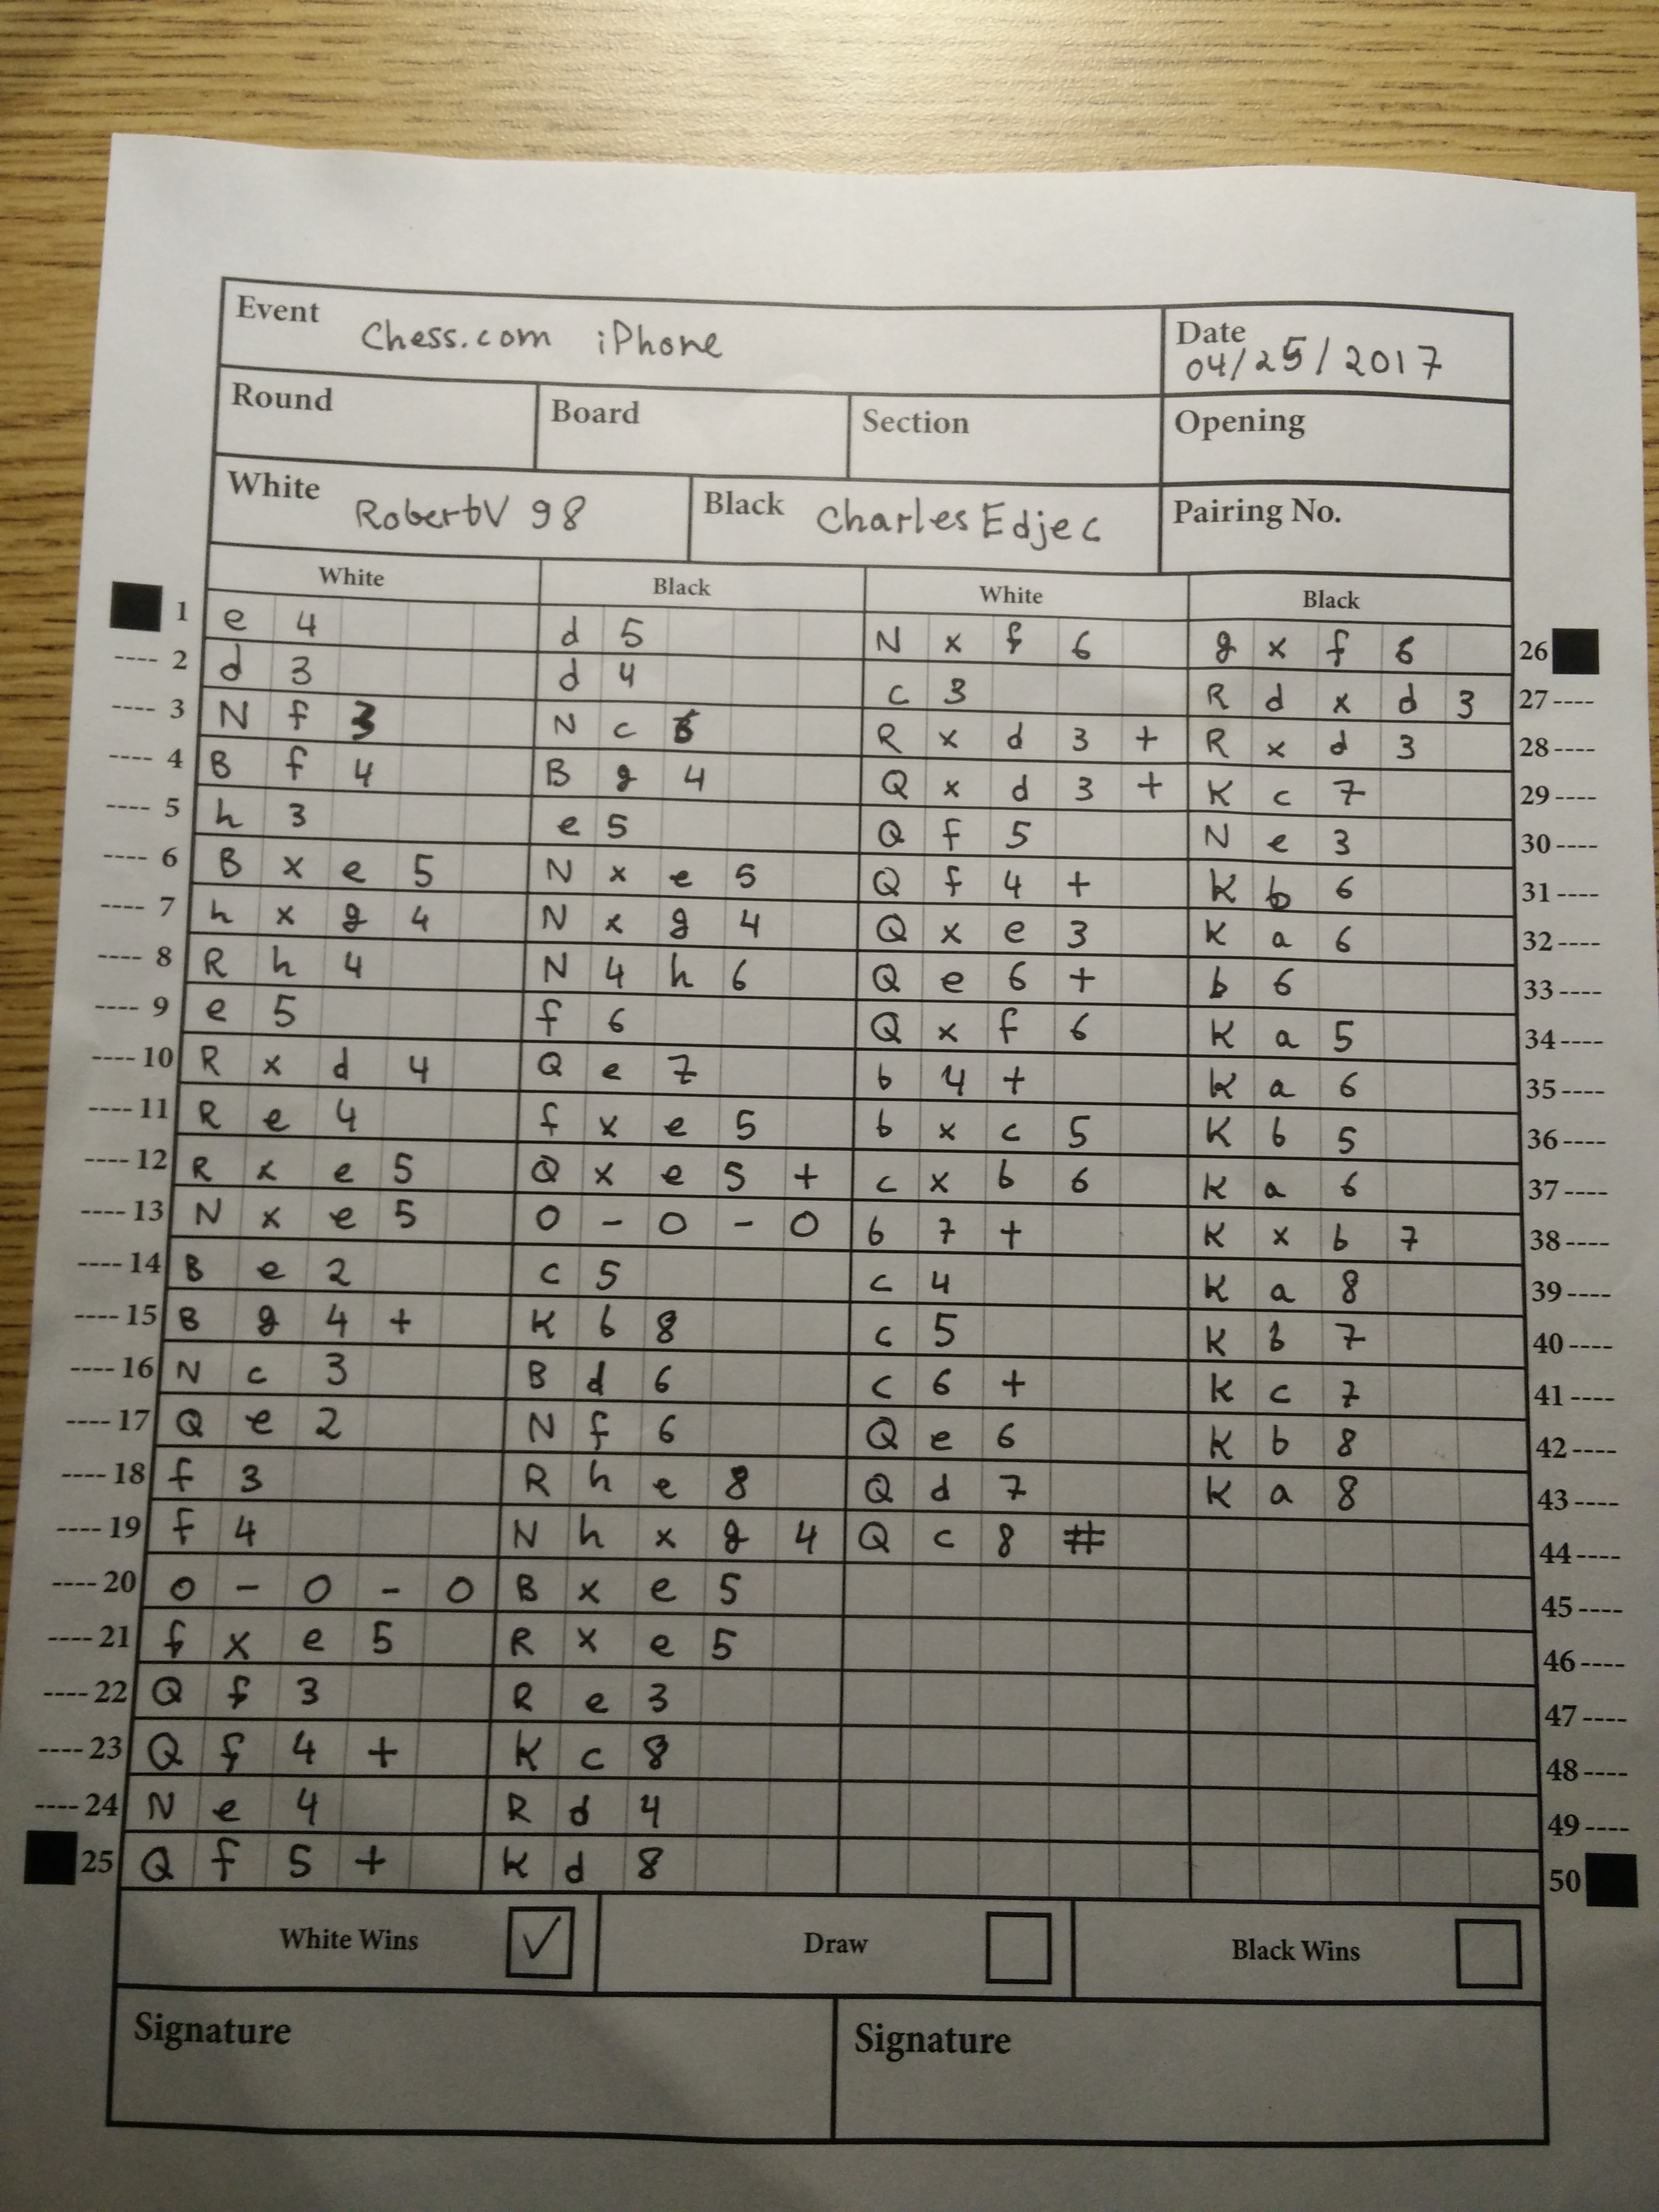 Event Chess.com iPhone
Date 04/25/2017
Round
Board
Section
Opening
White RobertV98
Black CharlesEdjec
Pairing No.
White Black White Black
1 e4 d5 Nxf6 gxf6 26
---- 2 d3 d4 c3 Rdxd3 27 ----
---- 3 Nf3 Nc6 Rxd3+ Rxd3 28 ----
---- 4 Bf4 Bg4 Qxd3+ Kc7 29 ----
---- 5 h3 e5 Qf5 Ne3 30 ----
---- 6 Bxe5 Nxe5 Qf4+ Kb6 31 ----
---- 7 hxg4 Nxg4 Qxe3 Ka6 32 ----
---- 8 Rh4 N4h6 Qe6+ b6 33 ----
---- 9 e5 f6 Qxf6 Ka5 34 ----
---- 10 Rxd4 Qe7 b4+ Ka6 35 ----
---- 11 Re4 fxe5 bxc5 Kb5 36 ----
---- 12 Rxe5 Qxe5+ cxb6 Ka6 37 ----
---- 13 Nxe5 O-O-O b7+ Kxb7 38 ----
---- 14 Be2 c5 c4 Ka8 39 ----
---- 15 Bg4+ Kb8 c5 Kb7 40 ----
---- 16 Nc3 Bd6 c6+ Kc7 41 ----
---- 17 Qe2 Nf6 Qe6 Kb8 42 ----
---- 18 f3 Rhe8 Qd7 Ka8 43 ----
---- 19 f4 Nhxg4 Qc8# 44 ----
---- 20 O-O-O Bxe5 45 ----
---- 21 fxe5 Rxe5 46 ----
---- 22 Qf3 Re3 47 ----
---- 23 Qf4+ Kc8 48 ----
---- 24 Ne4 Rd4 49 ----
25 Qf5+ Kd8 50
White Wins ✓ Draw Black Wins
Signature Signature